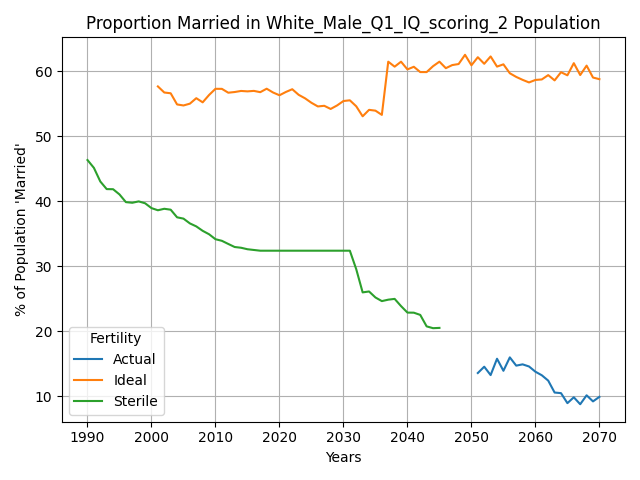 Proportion Married in White_Male_Q1_IQ_scoring_2 Population
% of Population 'Married'
60
50
40
30
20
10
Fertility
Actual
Ideal
Sterile
1990 2000 2010 2020 2030 2040 2050 2060 2070
Years